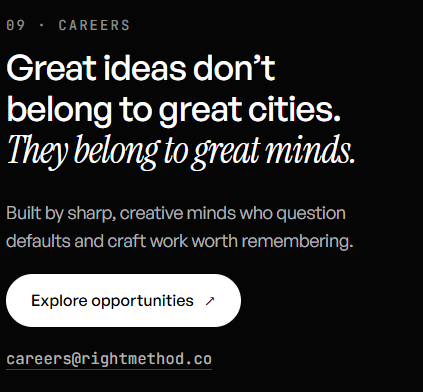 09 · CAREERS
Great ideas don’t
belong to great cities.
They belong to great minds.
Built by sharp, creative minds who question
defaults and craft work worth remembering.
Explore opportunities ↗
careers@rightmethod.co